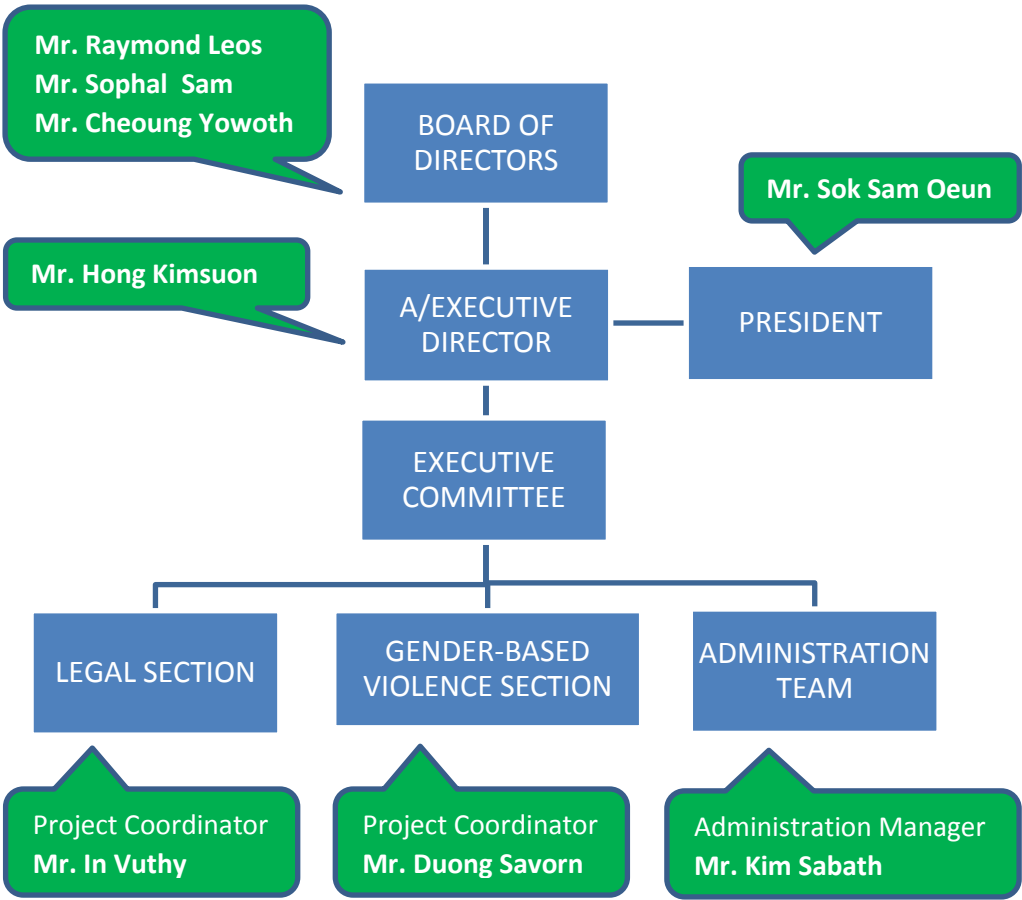 Mr. Raymond Leos
Mr. Sophal Sam
Mr. Cheoung Yowoth
BOARD OF
DIRECTORS
Mr. Sok Sam Oeun
Mr. Hong Kimsuon
A/EXECUTIVE
DIRECTOR
PRESIDENT
EXECUTIVE
COMMITTEE
LEGAL SECTION
GENDER-BASED
VIOLENCE SECTION
ADMINISTRATION
TEAM
Project Coordinator
Mr. In Vuthy
Project Coordinator
Mr. Duong Savorn
Administration Manager
Mr. Kim Sabath